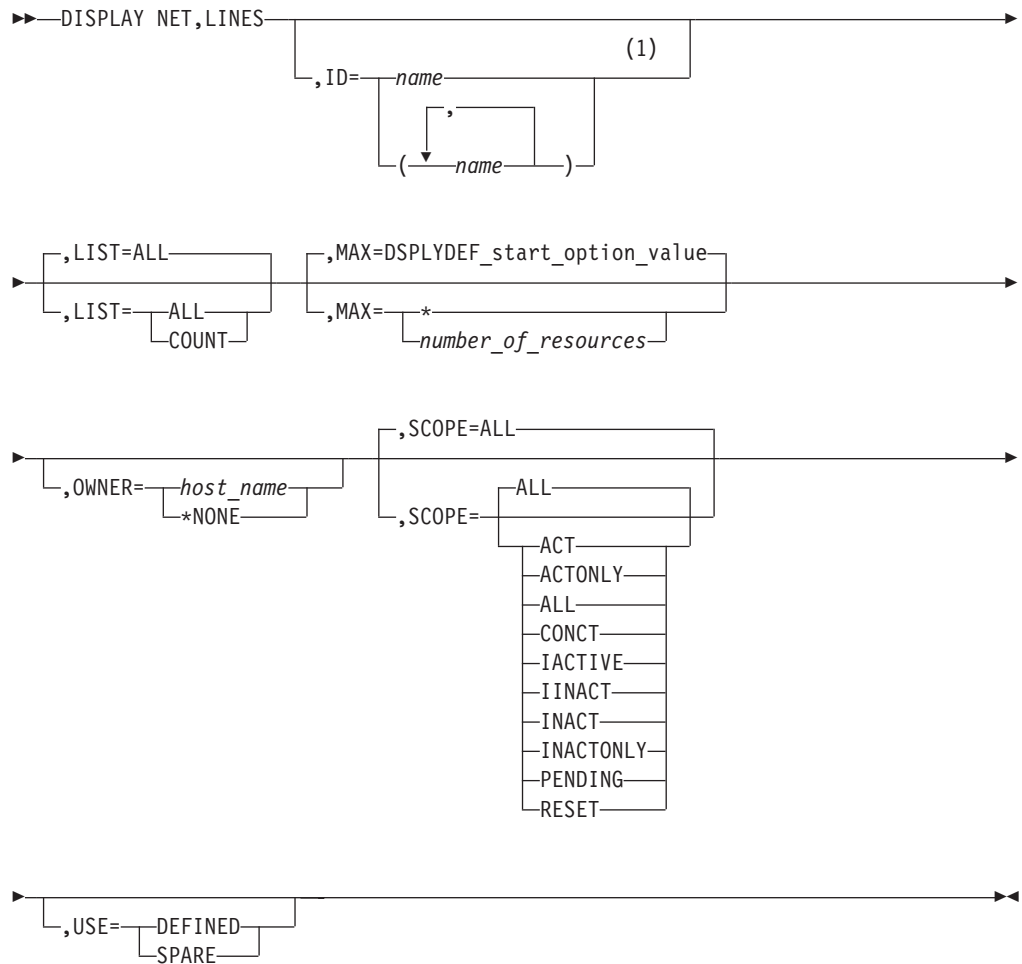 DISPLAY NET,LINES
(1)
,ID= name
,
( name )
,LIST=ALL ,MAX=DSPLYDEF_start_option_value
,LIST= ALL ,MAX= *
COUNT number_of_resources
,SCOPE=ALL
,OWNER= host_name ALL
*NONE ,SCOPE=
ACT
ACTONLY
ALL
CONCT
IACTIVE
IINACT
INACT
INACTONLY
PENDING
RESET
,USE= DEFINED
SPARE